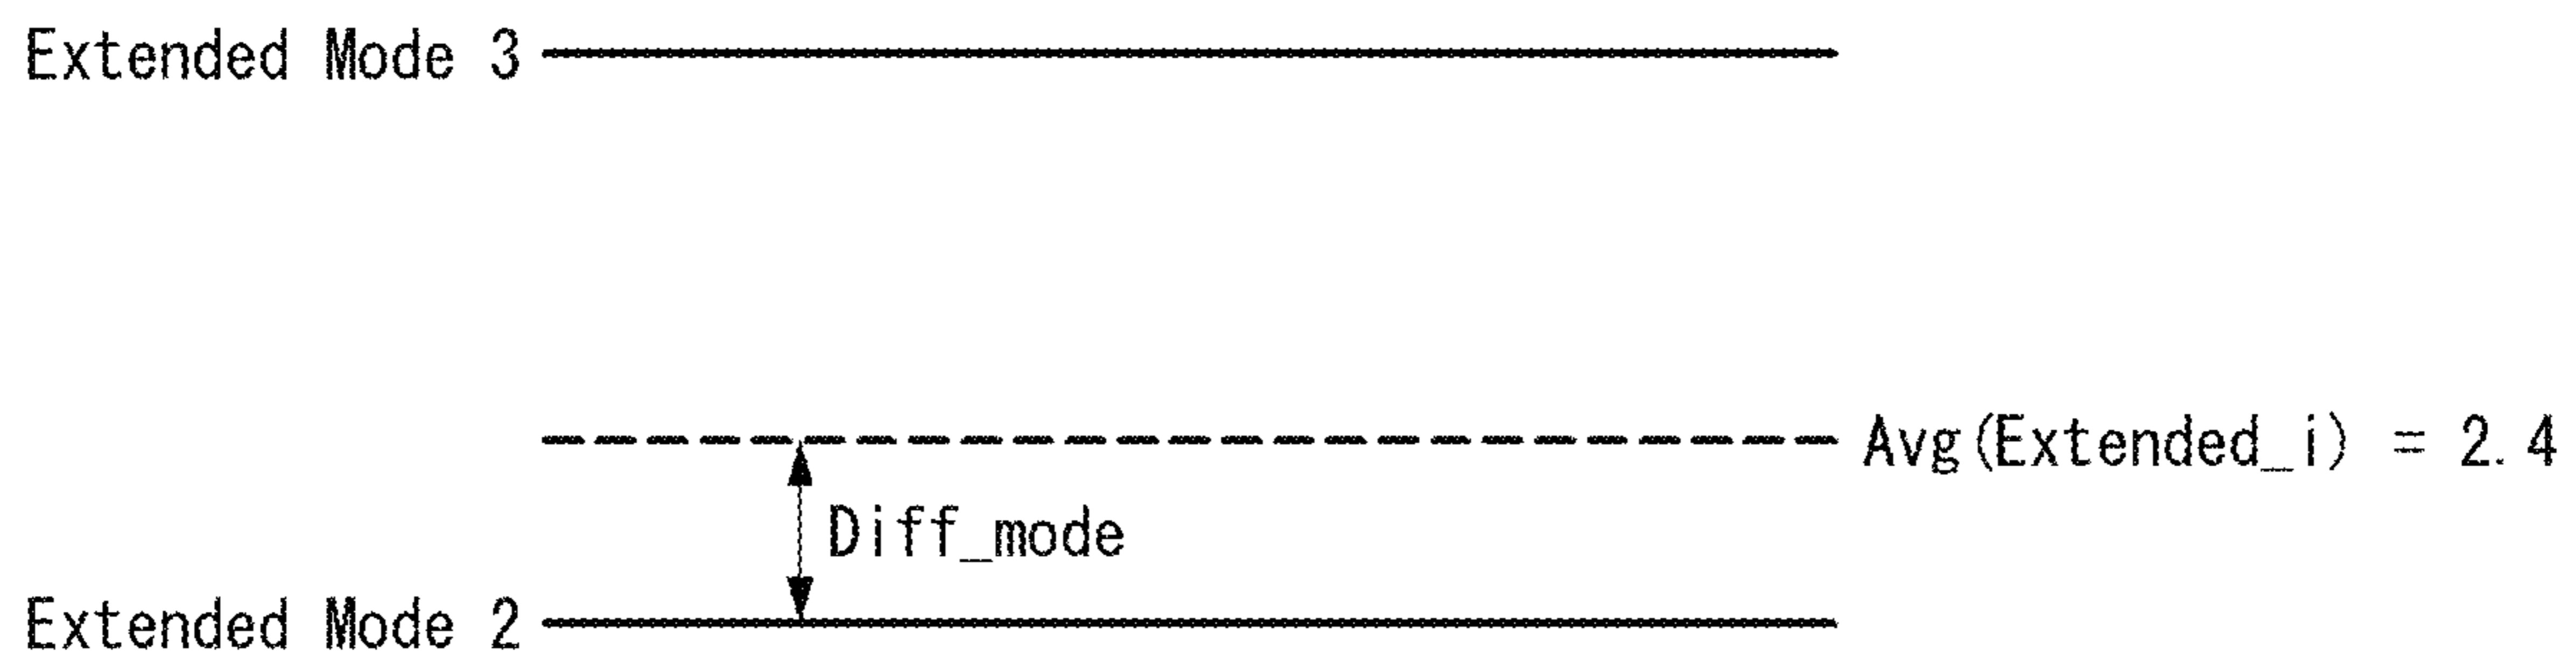 Extended Mode 3
Avg(Extended_i) = 2.4
Diff_mode
Extended Mode 2